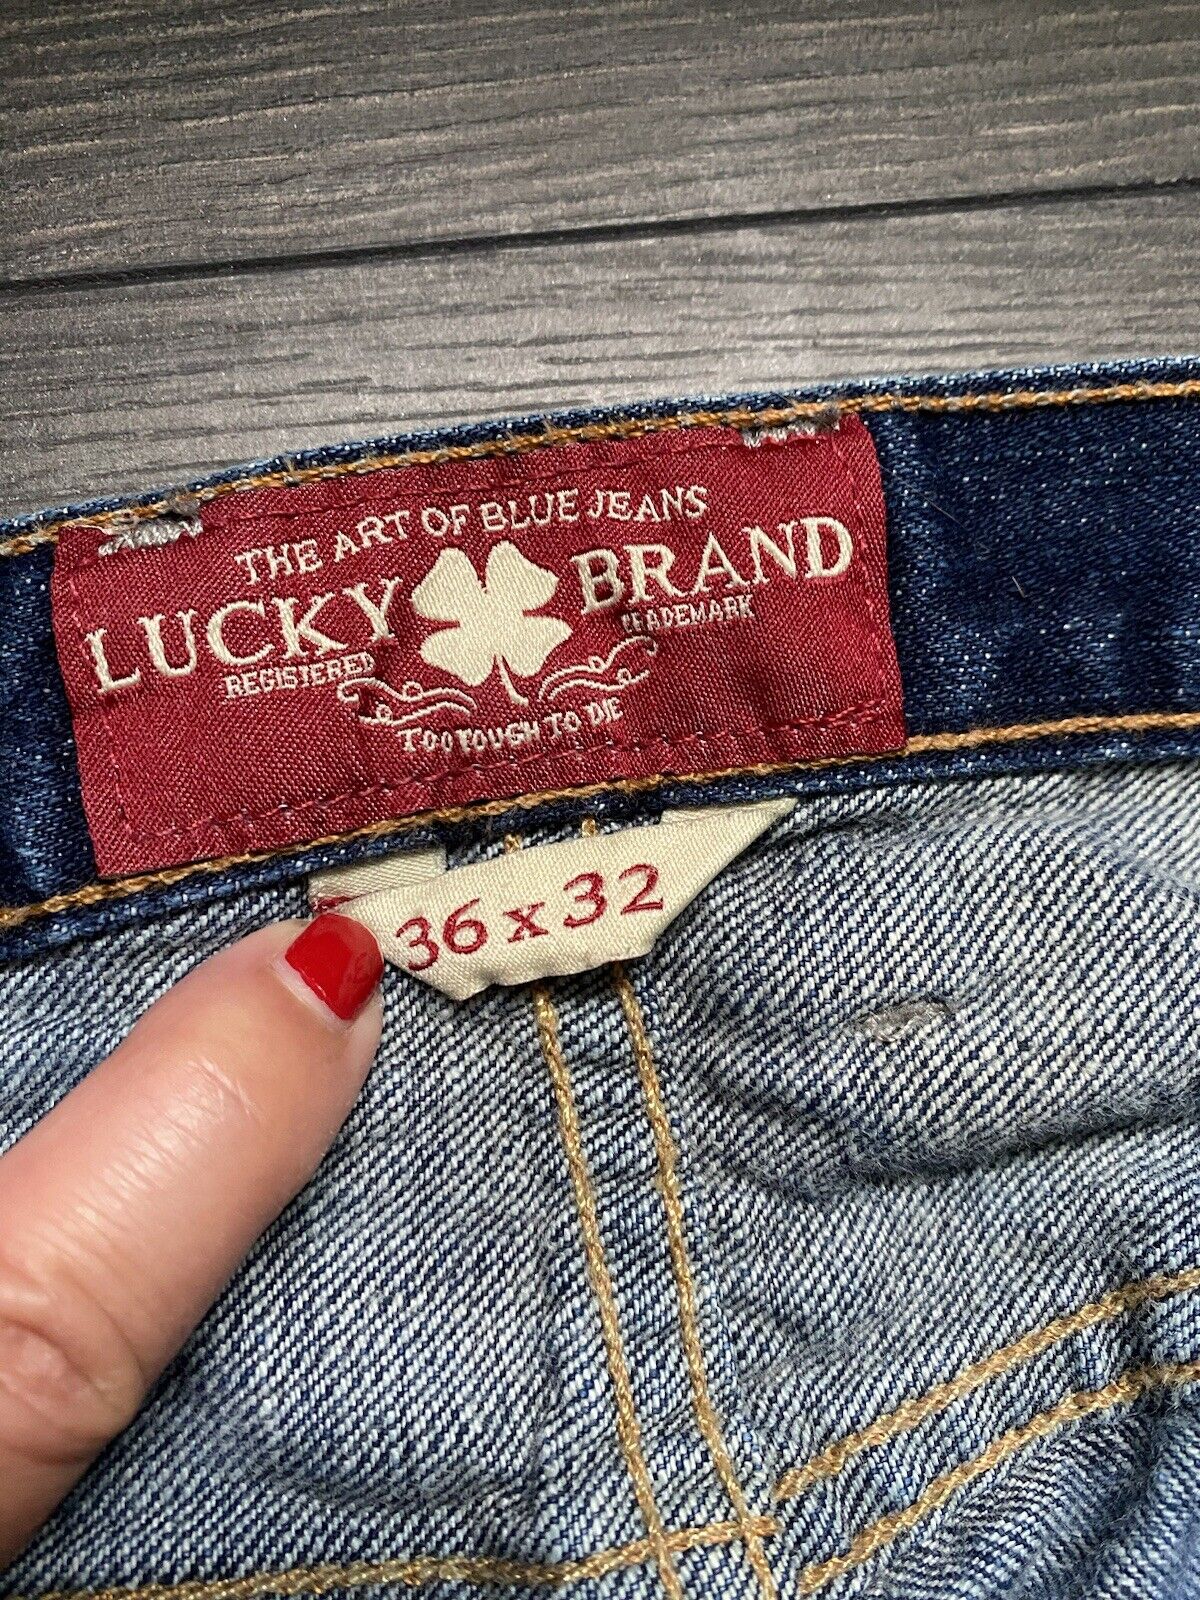 THE ART OF BLUE JEANS
LUCKY BRAND
REGISTERED TRADEMARK
TOO TOUGH TO DIE
36 x 32